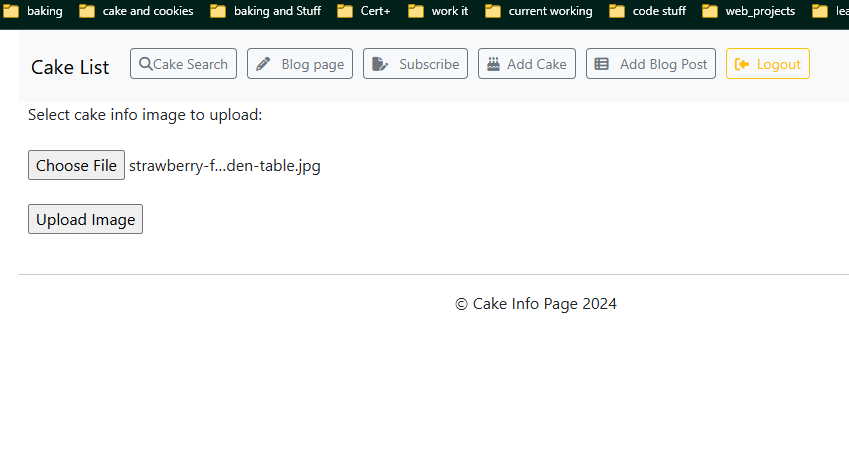 baking cake and cookies baking and Stuff Cert+ work it current working code stuff web_projects lea
Cake List Cake Search Blog page Subscribe Add Cake Add Blog Post Logout
Select cake info image to upload:
Choose File strawberry-f...den-table.jpg
Upload Image
© Cake Info Page 2024